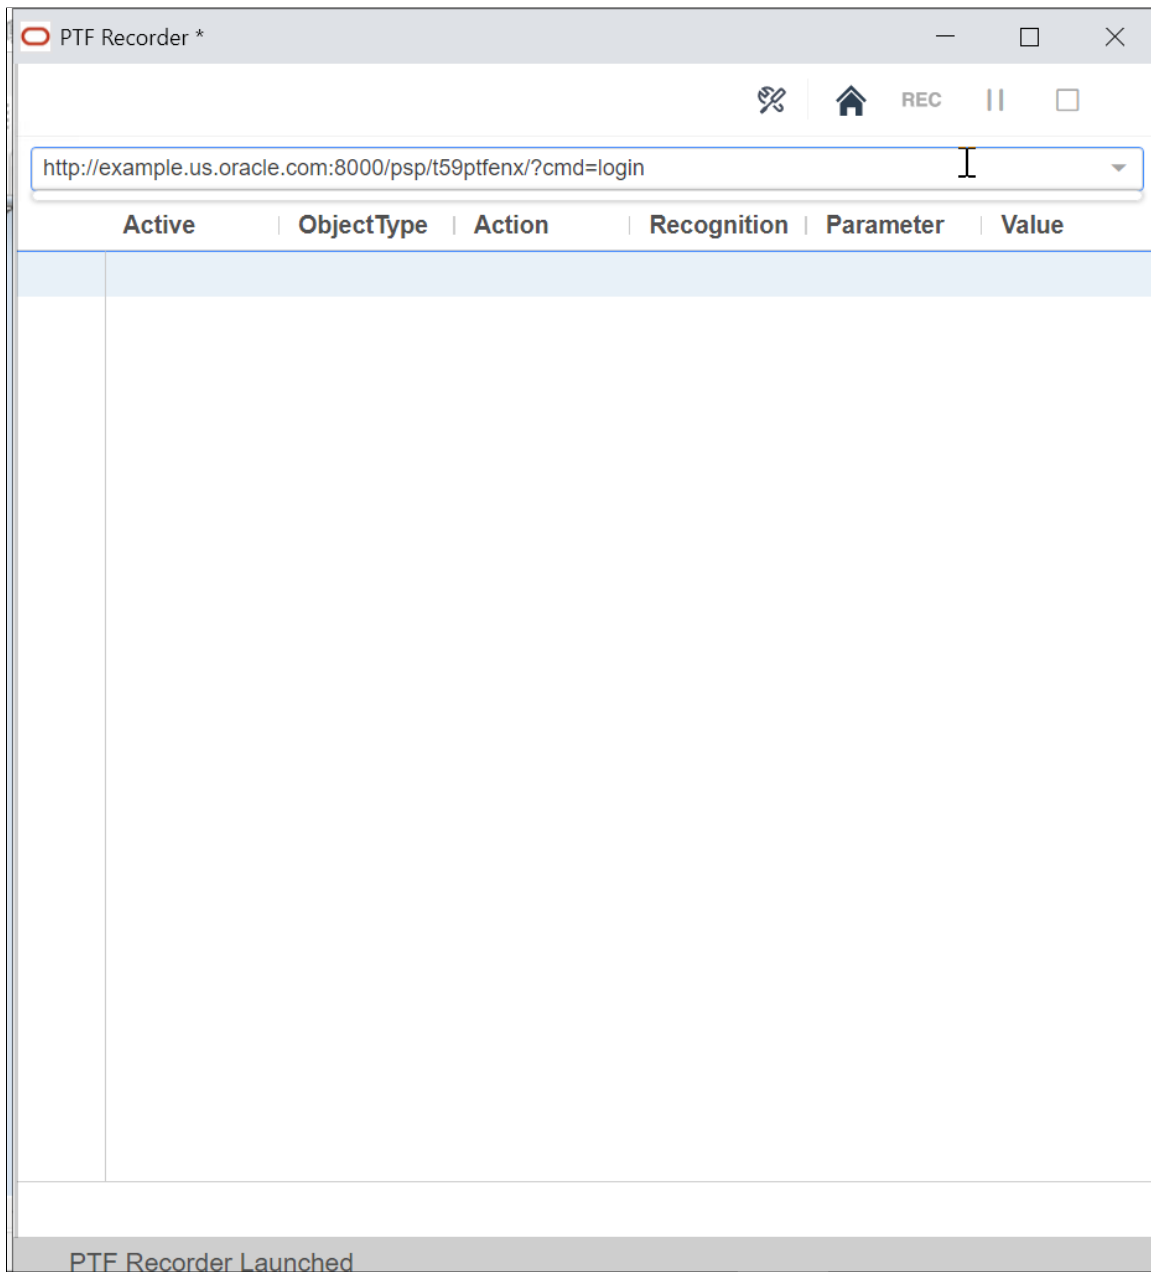 PTF Recorder *
REC
http://example.us.oracle.com:8000/psp/t59ptfenx/?cmd=login
Active ObjectType Action Recognition Parameter Value
PTF Recorder Launched